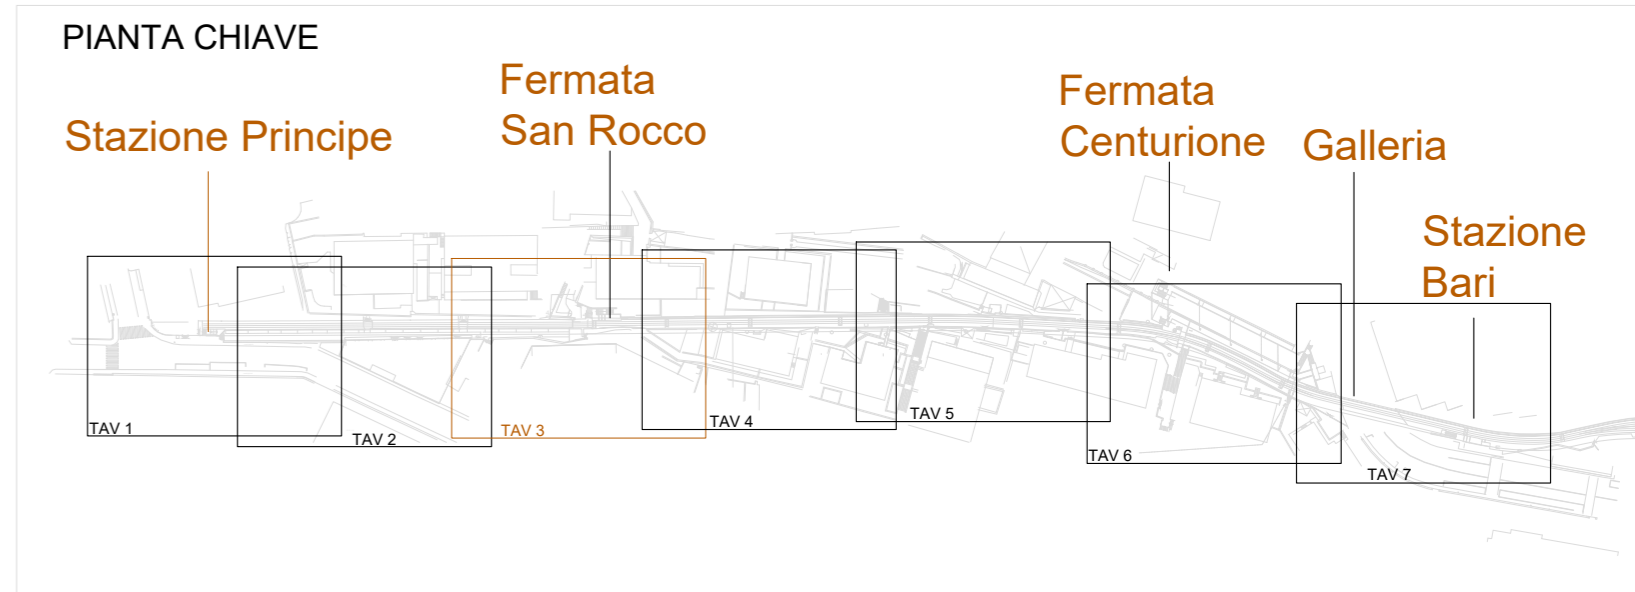 PIANTA CHIAVE
Stazione Principe
Fermata
San Rocco
Fermata
Centurione
Galleria
Stazione
Bari
TAV 1
TAV 2
TAV 3
TAV 4
TAV 5
TAV 6
TAV 7